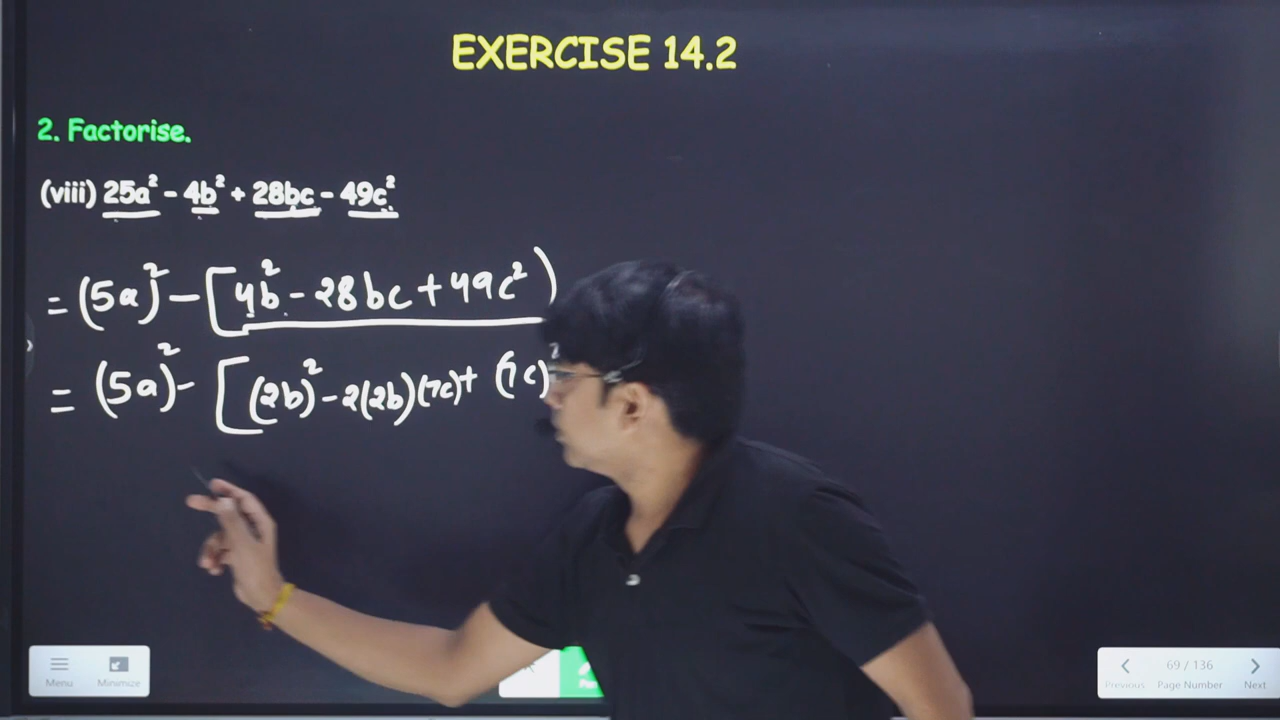 EXERCISE 14.2
2. Factorise.
(viii) 25a² - 4b² + 28bc - 49c²
= (5a)² - [4b² - 28bc + 49c²)
= (5a)² - [(2b)² - 2(2b)(7c) + (7c)²
Menu
Minimize
Previous
69 / 136
Page Number
Next